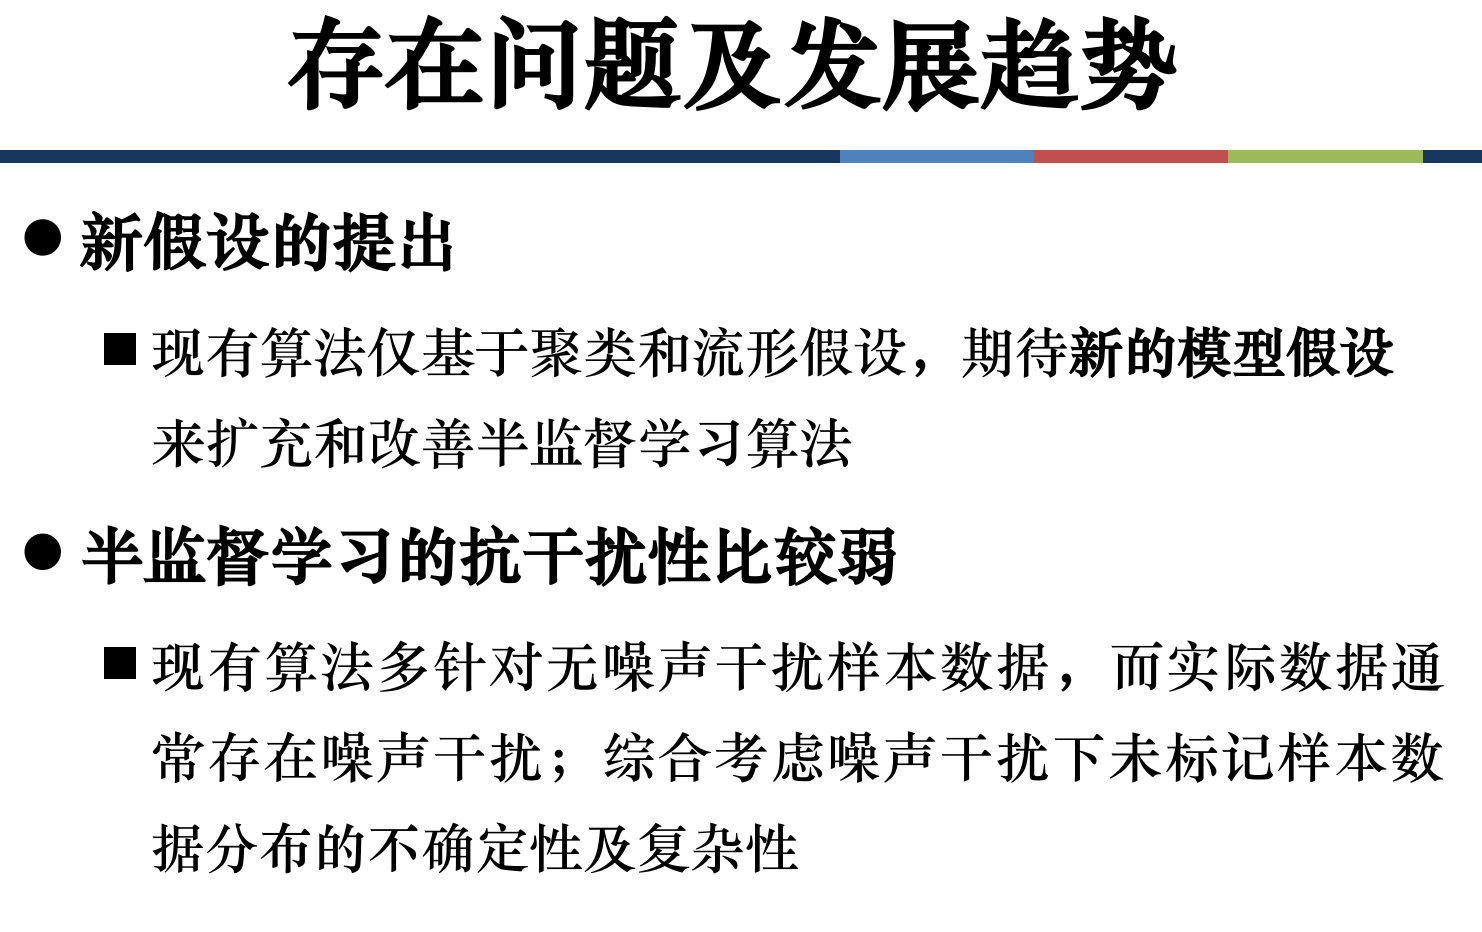 存在问题及发展趋势
● 新假设的提出
■ 现有算法仅基于聚类和流形假设，期待新的模型假设
来扩充和改善半监督学习算法
● 半监督学习的抗干扰性比较弱
■ 现有算法多针对无噪声干扰样本数据，而实际数据通
常存在噪声干扰；综合考虑噪声干扰下未标记样本数
据分布的不确定性及复杂性